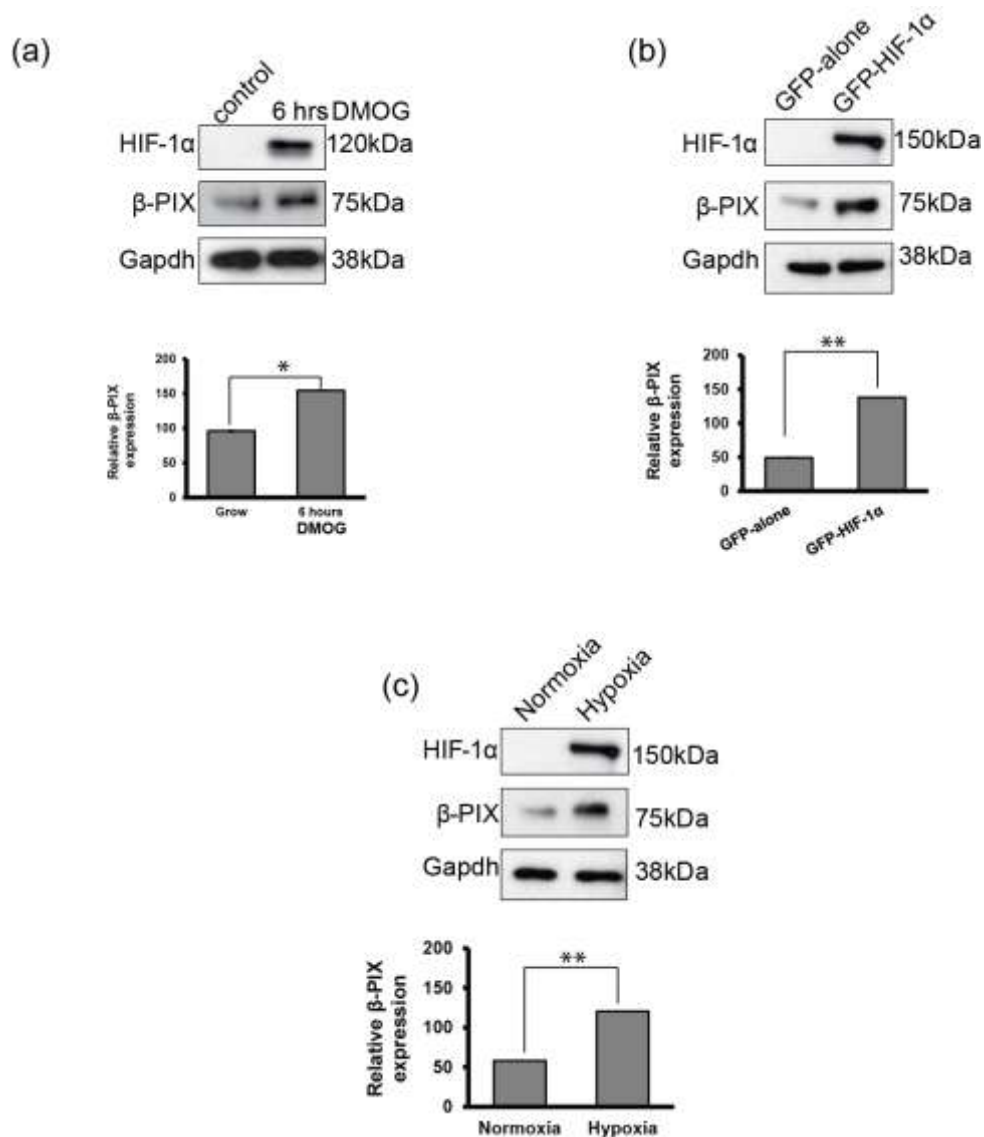 (a)
control
6 hrs DMOG
HIF-1α 120kDa
β-PIX 75kDa
Gapdh 38kDa
Relative β-PIX
expression
200
150
100
50
0
*
Grow
6 hours
DMOG
(b)
GFP-alone
GFP-HIF-1α
HIF-1α 150kDa
β-PIX 75kDa
Gapdh 38kDa
Relative β-PIX
expression
200
150
100
50
0
**
GFP-alone
GFP-HIF-1α
(c)
Normoxia
Hypoxia
HIF-1α 150kDa
β-PIX 75kDa
Gapdh 38kDa
Relative β-PIX
expression
200
150
100
50
0
**
Normoxia Hypoxia